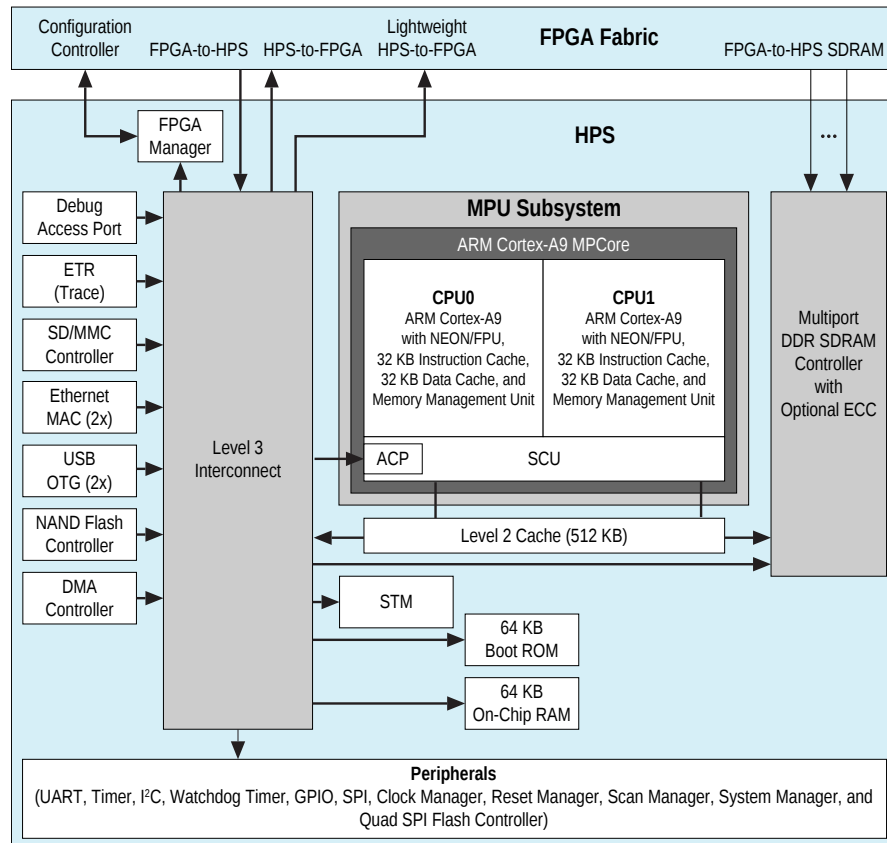 Configuration
Controller
FPGA-to-HPS
HPS-to-FPGA
Lightweight
HPS-to-FPGA
FPGA Fabric
FPGA-to-HPS SDRAM
FPGA
Manager
HPS
...
Debug
Access Port
ETR
(Trace)
SD/MMC
Controller
Ethernet
MAC (2x)
USB
OTG (2x)
NAND Flash
Controller
DMA
Controller
Level 3
Interconnect
MPU Subsystem
ARM Cortex-A9 MPCore
CPU0
ARM Cortex-A9
with NEON/FPU,
32 KB Instruction Cache,
32 KB Data Cache, and
Memory Management Unit
CPU1
ARM Cortex-A9
with NEON/FPU,
32 KB Instruction Cache,
32 KB Data Cache, and
Memory Management Unit
ACP
SCU
Level 2 Cache (512 KB)
Multiport
DDR SDRAM
Controller
with
Optional ECC
STM
64 KB
Boot ROM
64 KB
On-Chip RAM
Peripherals
(UART, Timer, I²C, Watchdog Timer, GPIO, SPI, Clock Manager, Reset Manager, Scan Manager, System Manager, and
Quad SPI Flash Controller)